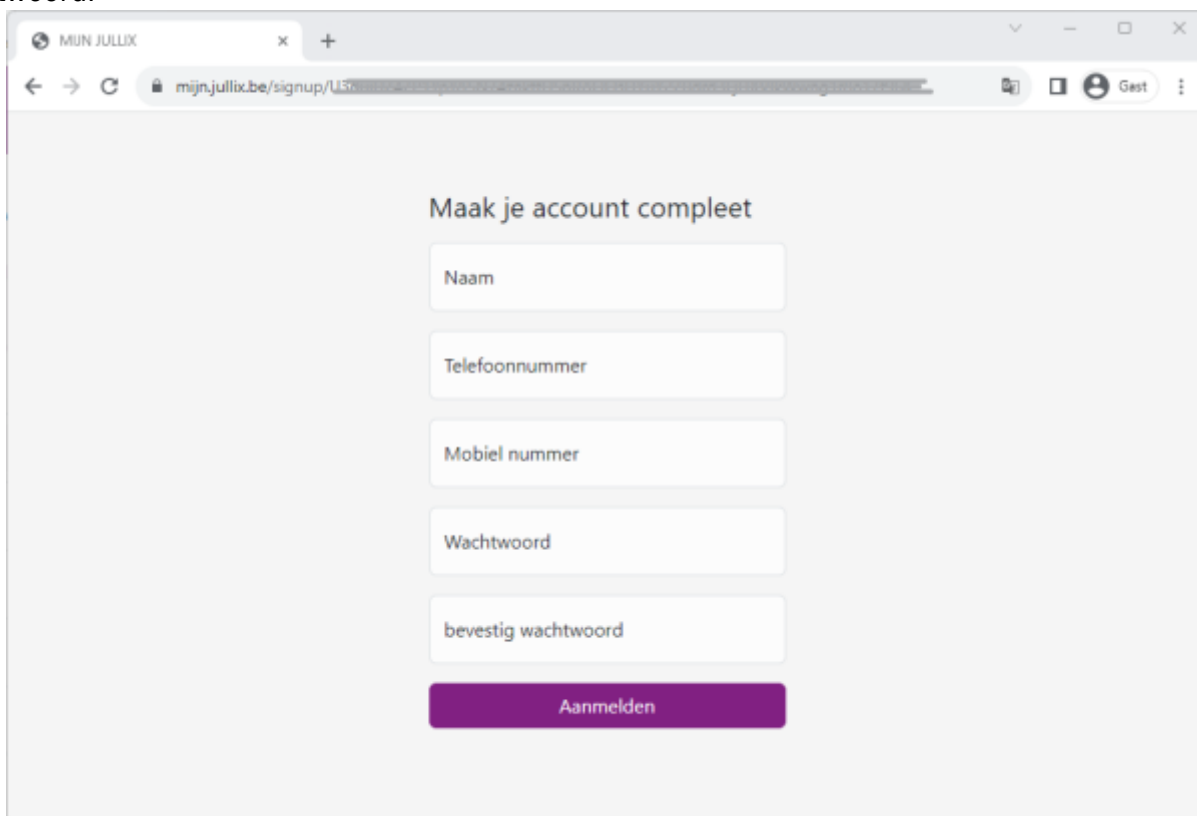 MIJN JULLIX
mijn.jullix.be/signup/
Gast
Maak je account compleet
Naam
Telefoonnummer
Mobiel nummer
Wachtwoord
bevestig wachtwoord
Aanmelden